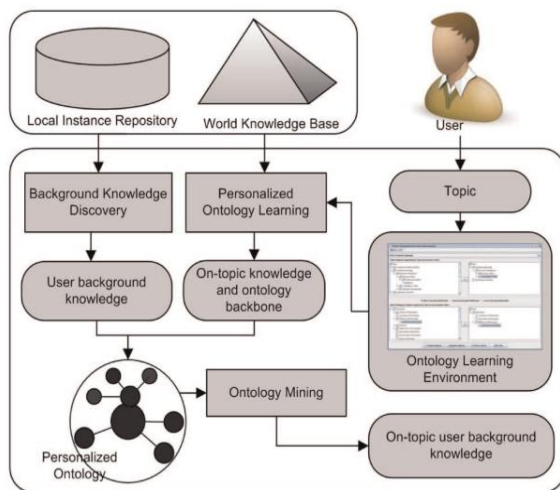 Local Instance Repository
World Knowledge Base
User
Background Knowledge
Discovery
Personalized
Ontology Learning
Topic
User background
knowledge
On-topic knowledge
and ontology
backbone
Ontology Learning
Environment
Ontology Mining
Personalized
Ontology
On-topic user background
knowledge